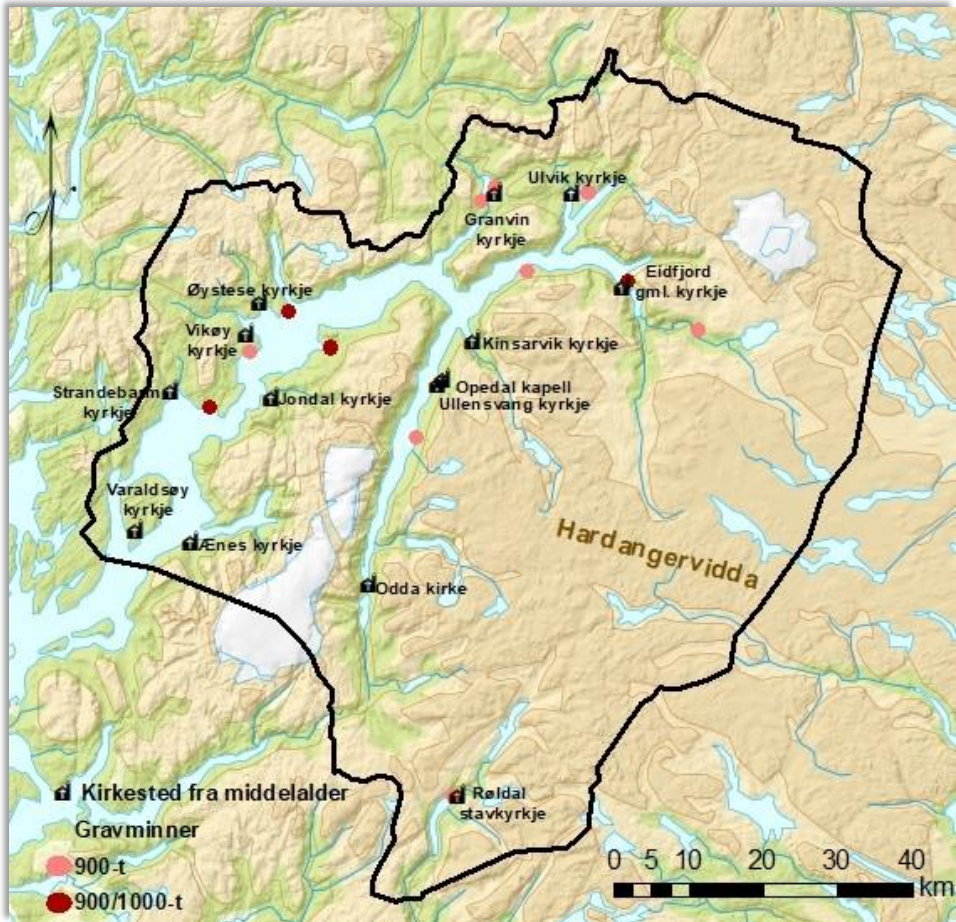 Ulvik kyrkje
Granvin
kyrkje
Eidfjord
gml. kyrkje
Øystese kyrkje
Vikøy
kyrkje
Kinsarvik kyrkje
Strandebarm
kyrkje
Jondal kyrkje
Opedal kapell
Ullensvang kyrkje
Varaldsøy
kyrkje
Ænes kyrkje
Hardangervidda
Odda kirke
Røldal
stavkyrkje
Kirkested fra middelalder
Gravminner
900-t
900/1000-t
0 5 10 20 30 40
km